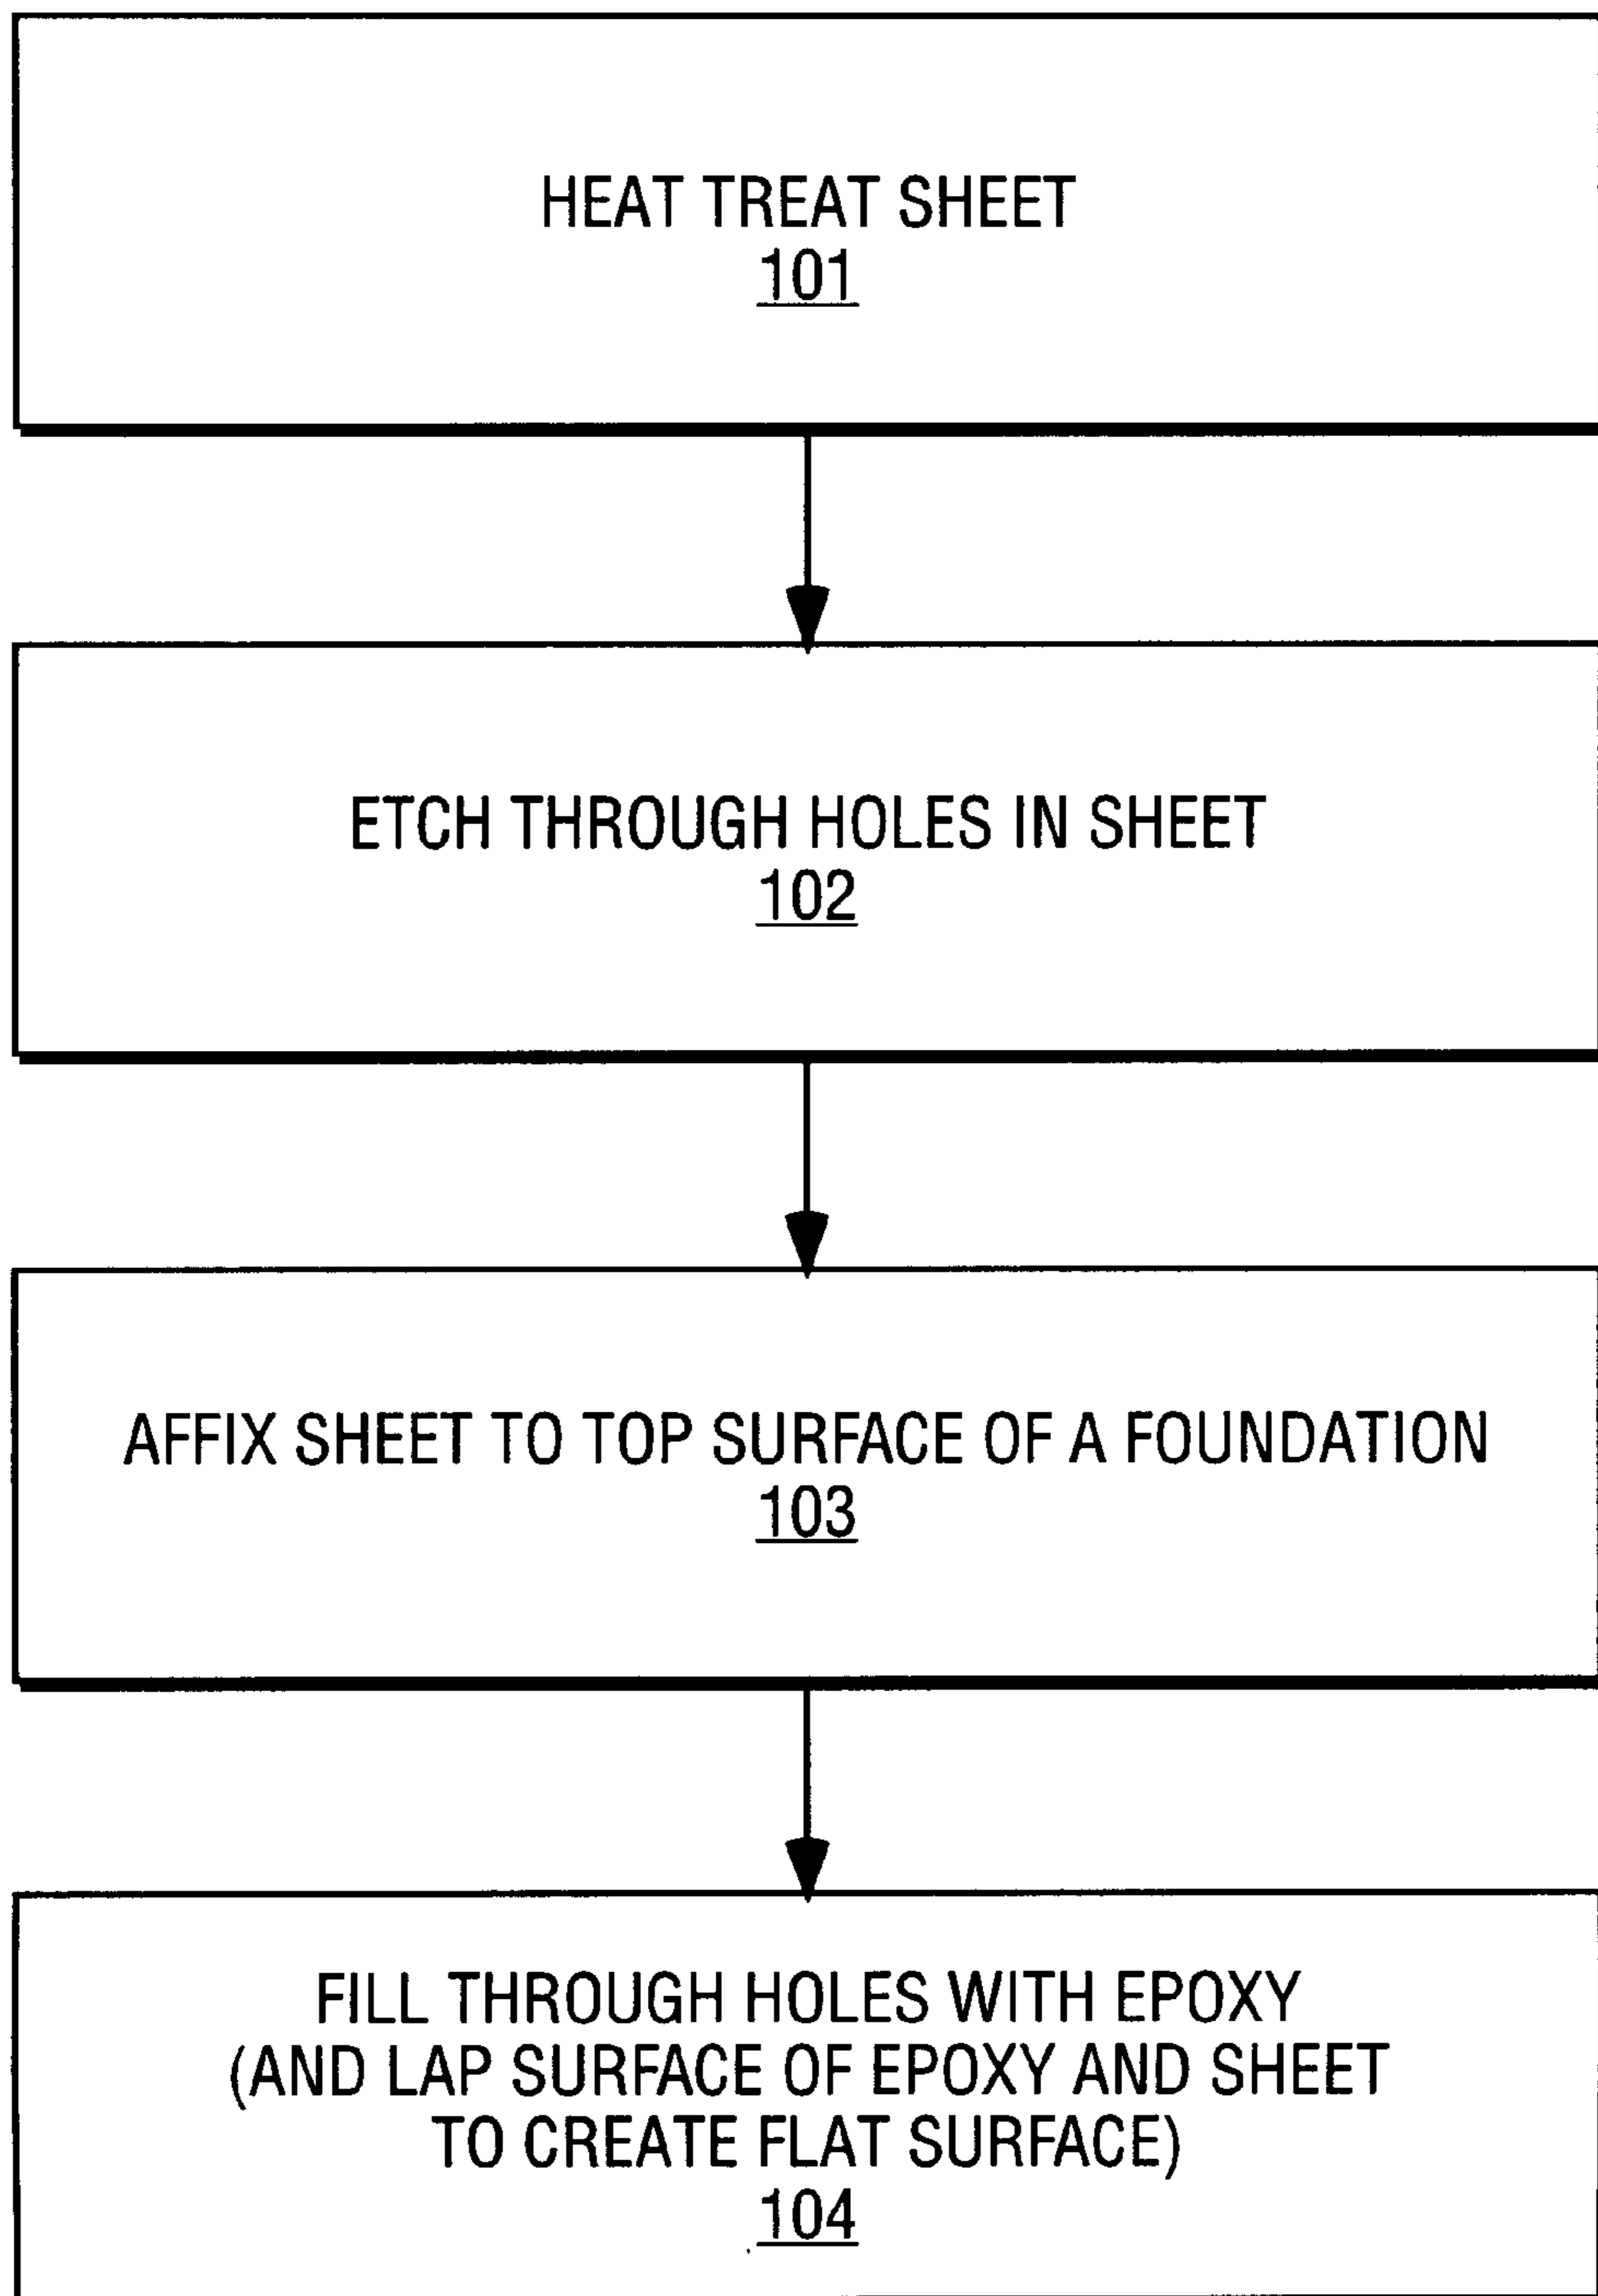 HEAT TREAT SHEET
101
ETCH THROUGH HOLES IN SHEET
102
AFFIX SHEET TO TOP SURFACE OF A FOUNDATION
103
FILL THROUGH HOLES WITH EPOXY
(AND LAP SURFACE OF EPOXY AND SHEET
TO CREATE FLAT SURFACE)
104